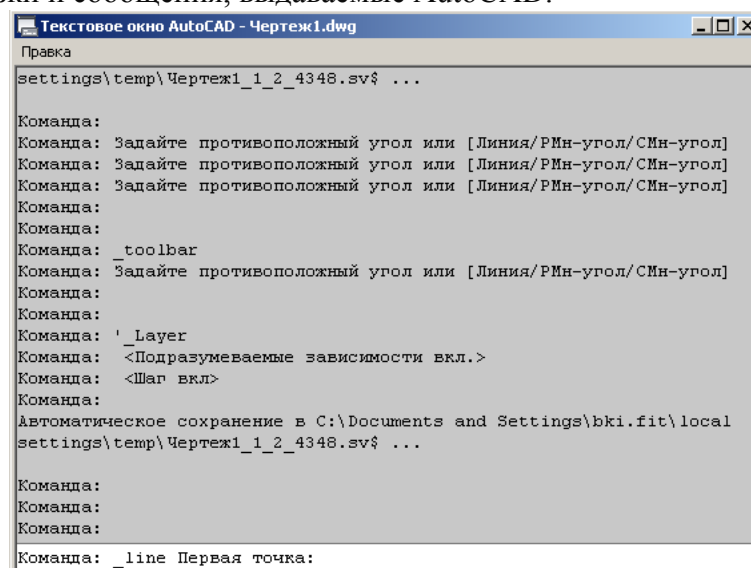 и сообщения, выдаваемые AutoCAD.
Текстовое окно AutoCAD - Чертеж1.dwg
Правка
settings\temp\Чертеж1_1_2_4348.sv$ ...
Команда:
Команда: Задайте противоположный угол или [Линия/РМн-угол/СМн-угол]
Команда: Задайте противоположный угол или [Линия/РМн-угол/СМн-угол]
Команда: Задайте противоположный угол или [Линия/РМн-угол/СМн-угол]
Команда:
Команда:
Команда: _toolbar
Команда: Задайте противоположный угол или [Линия/РМн-угол/СМн-угол]
Команда:
Команда:
Команда: '_Layer
Команда: <Подразумеваемые зависимости вкл.>
Команда: <Шаг вкл>
Команда:
Автоматическое сохранение в C:\Documents and Settings\bki.fit\local
settings\temp\Чертеж1_1_2_4348.sv$ ...
Команда:
Команда:
Команда:
Команда: _line Первая точка: